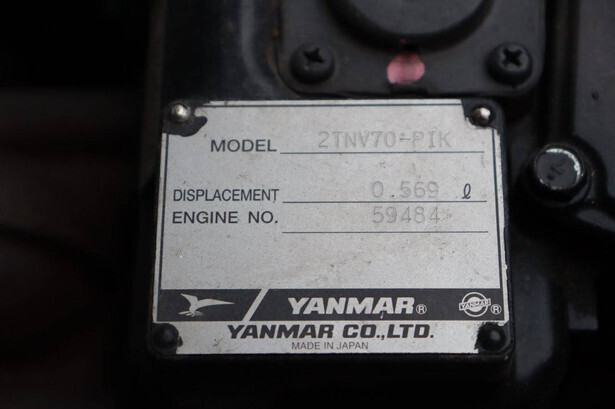 MODEL 2TNV70-PIK
DISPLACEMENT 0.569 ℓ
ENGINE NO. 59484
YANMAR® YANMAR ®
YANMAR CO.,LTD.
MADE IN JAPAN